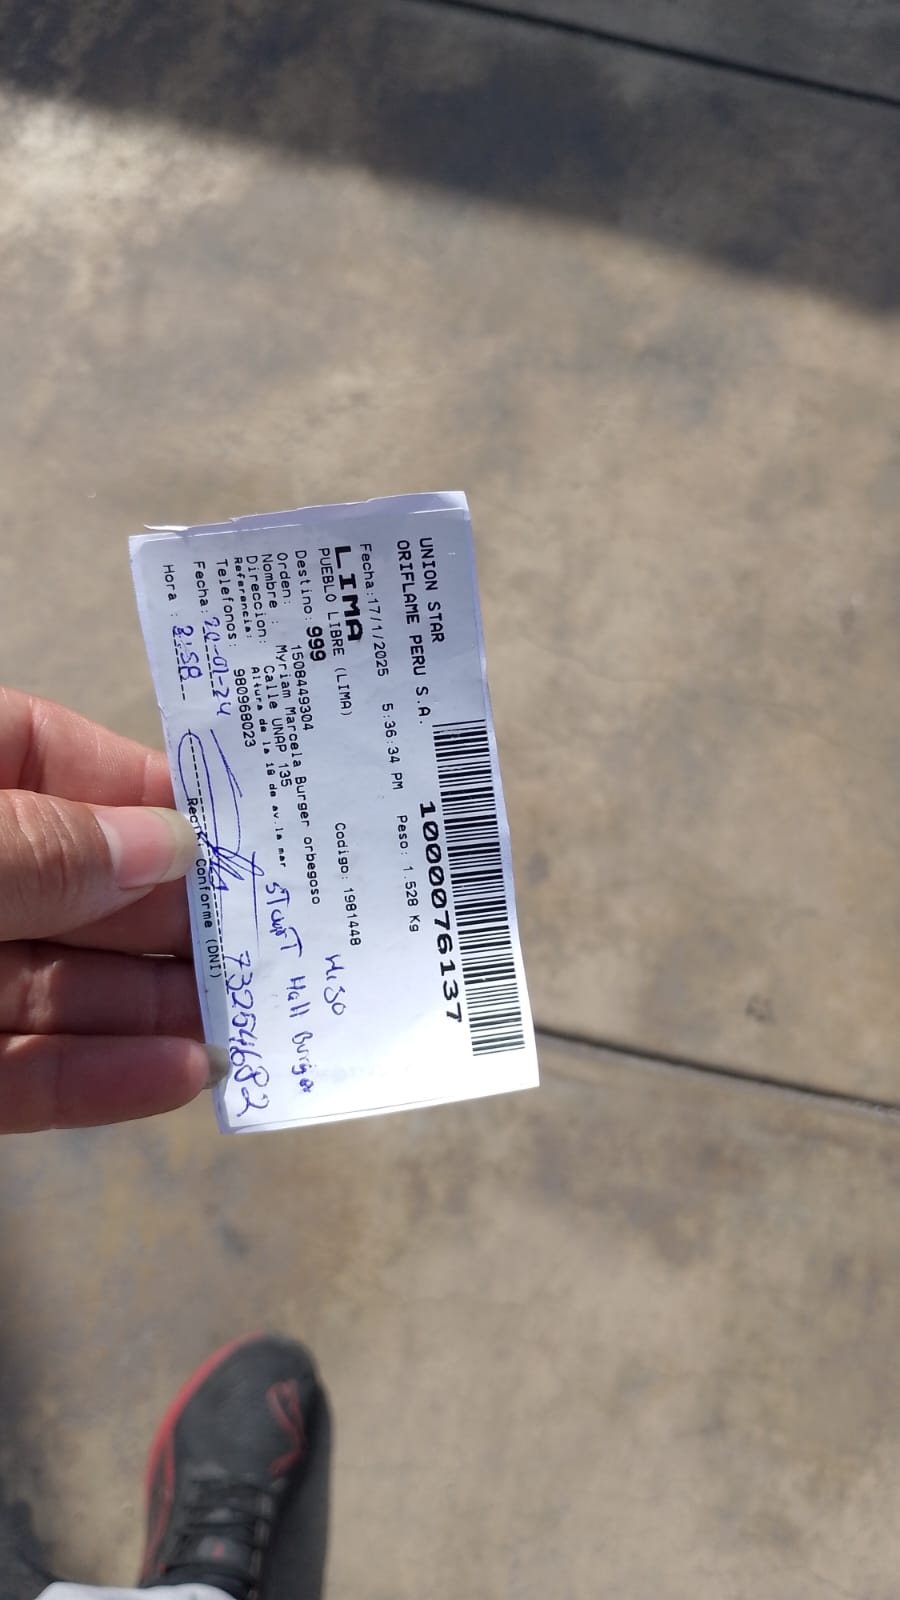 UNION STAR
ORIFLAME PERU S.A.
1000076137
Fecha:17/1/2025 5:36:34 PM Peso: 1.528 Kg
LIMA
PUEBLO LIBRE (LIMA) Codigo: 1981448
Destino: 999
Hijo
Orden: 1508449304
Nombre : Myriam Marcela Burger orbegoso
Direccion: Calle UNAP 135
Referencia: Altura de la 18 de av.la mar
Hall Burger
Telefonos: 980968023
Fecha: 20-01-24
73254682
Hora : 2:58
Recibi Conforme (DNI)